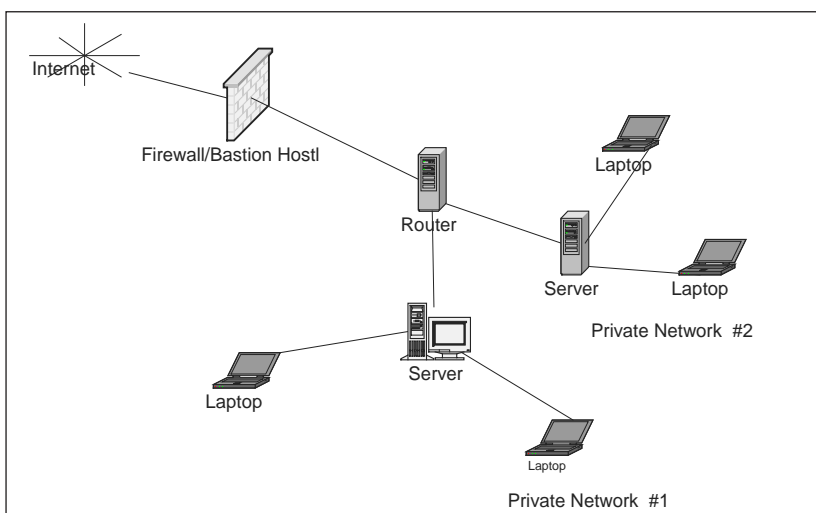 Internet
Firewall/Bastion Hostl
Laptop
Router
Server
Laptop
Private Network #2
Server
Laptop
Laptop
Private Network #1